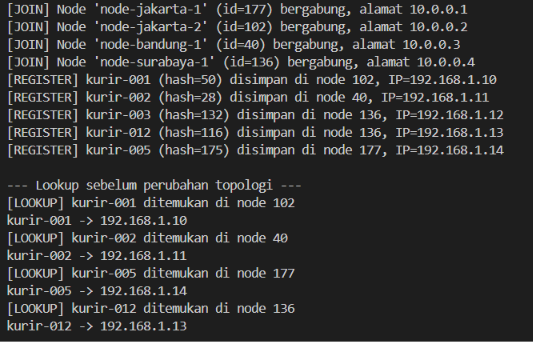 [JOIN] Node 'node-jakarta-1' (id=177) bergabung, alamat 10.0.0.1
[JOIN] Node 'node-jakarta-2' (id=102) bergabung, alamat 10.0.0.2
[JOIN] Node 'node-bandung-1' (id=40) bergabung, alamat 10.0.0.3
[JOIN] Node 'node-surabaya-1' (id=136) bergabung, alamat 10.0.0.4
[REGISTER] kurir-001 (hash=50) disimpan di node 102, IP=192.168.1.10
[REGISTER] kurir-002 (hash=28) disimpan di node 40, IP=192.168.1.11
[REGISTER] kurir-003 (hash=132) disimpan di node 136, IP=192.168.1.12
[REGISTER] kurir-012 (hash=116) disimpan di node 136, IP=192.168.1.13
[REGISTER] kurir-005 (hash=175) disimpan di node 177, IP=192.168.1.14
--- Lookup sebelum perubahan topologi ---
[LOOKUP] kurir-001 ditemukan di node 102
kurir-001 -> 192.168.1.10
[LOOKUP] kurir-002 ditemukan di node 40
kurir-002 -> 192.168.1.11
[LOOKUP] kurir-005 ditemukan di node 177
kurir-005 -> 192.168.1.14
[LOOKUP] kurir-012 ditemukan di node 136
kurir-012 -> 192.168.1.13